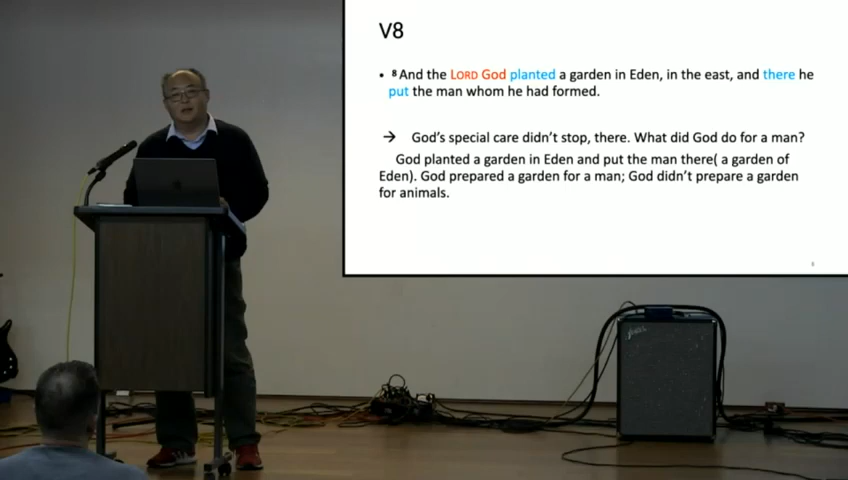 V8
• 8 And the LORD God planted a garden in Eden, in the east, and there he
put the man whom he had formed.
→ God's special care didn't stop, there. What did God do for a man?
God planted a garden in Eden and put the man there( a garden of
Eden). God prepared a garden for a man; God didn't prepare a garden
for animals.